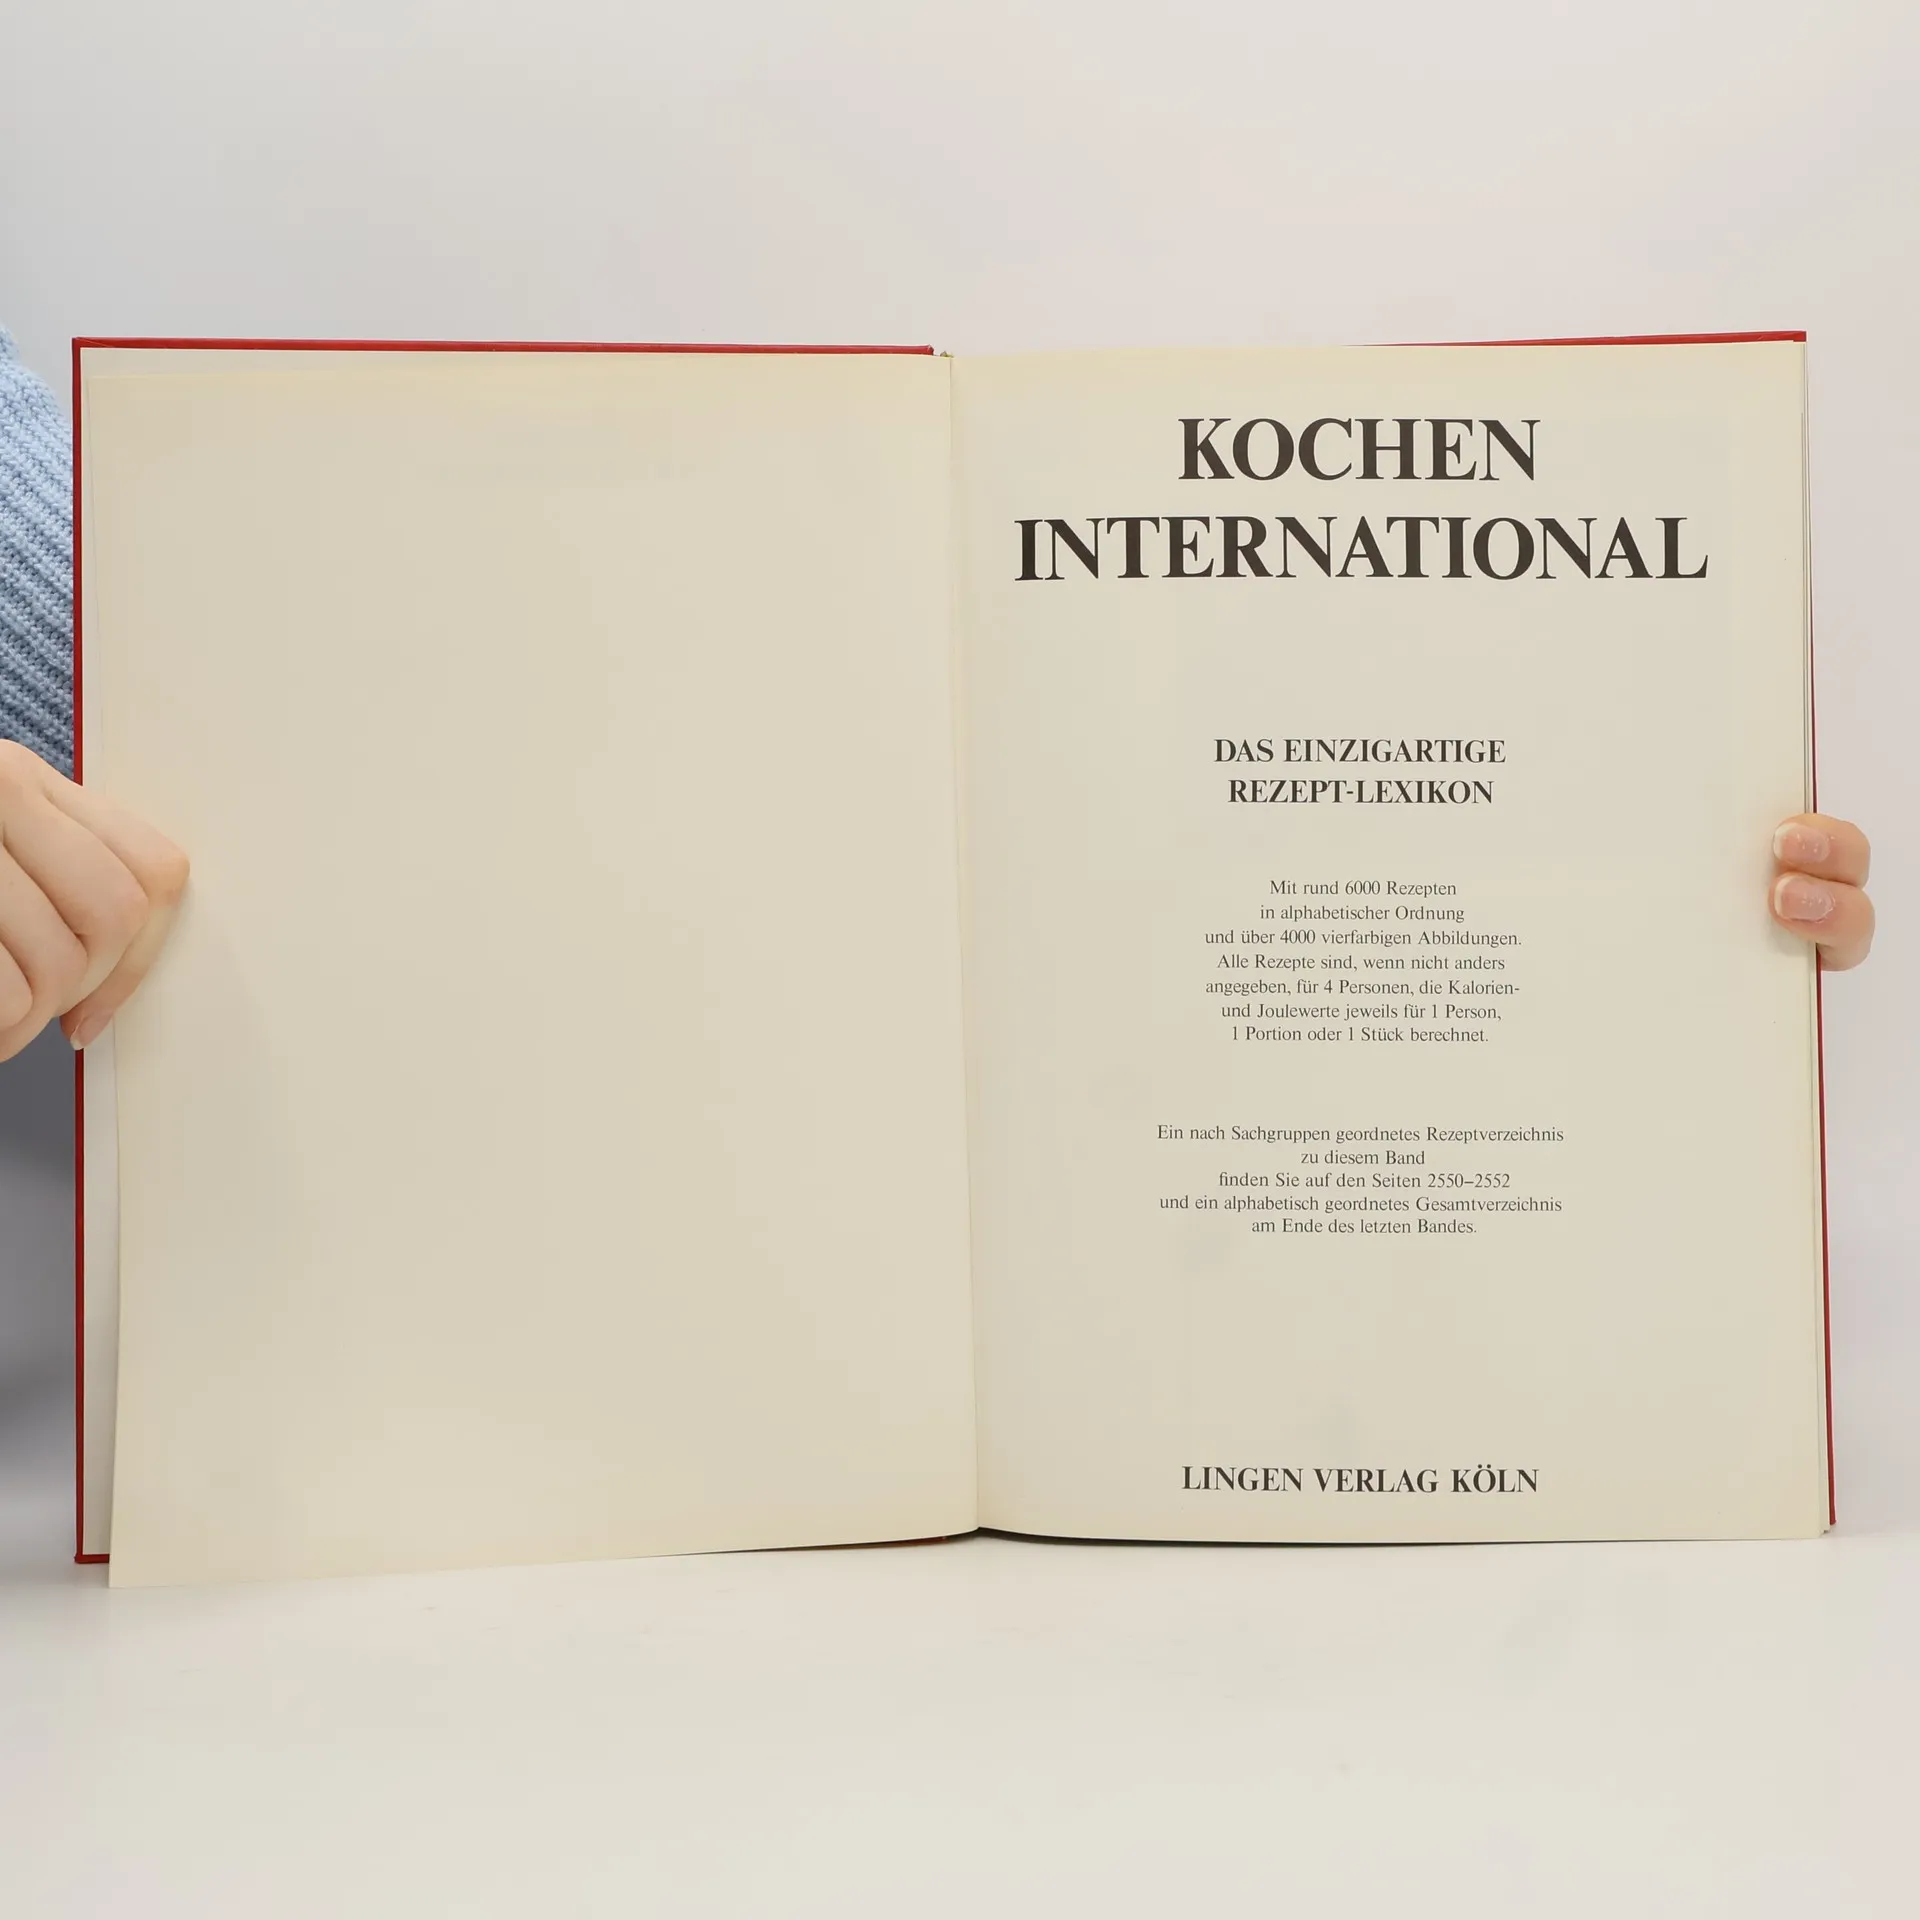 KOCHEN
INTERNATIONAL
DAS EINZIGARTIGE
REZEPT-LEXIKON
Mit rund 6000 Rezepten
in alphabetischer Ordnung
und über 4000 vierfarbigen Abbildungen.
Alle Rezepte sind, wenn nicht anders
angegeben, für 4 Personen, die Kalorien-
und Joulewerte jeweils für 1 Person,
1 Portion oder 1 Stück berechnet.
Ein nach Sachgruppen geordnetes Rezeptverzeichnis
zu diesem Band
finden Sie auf den Seiten 2550–2552
und ein alphabetisch geordnetes Gesamtverzeichnis
am Ende des letzten Bandes.
LINGEN VERLAG KÖLN